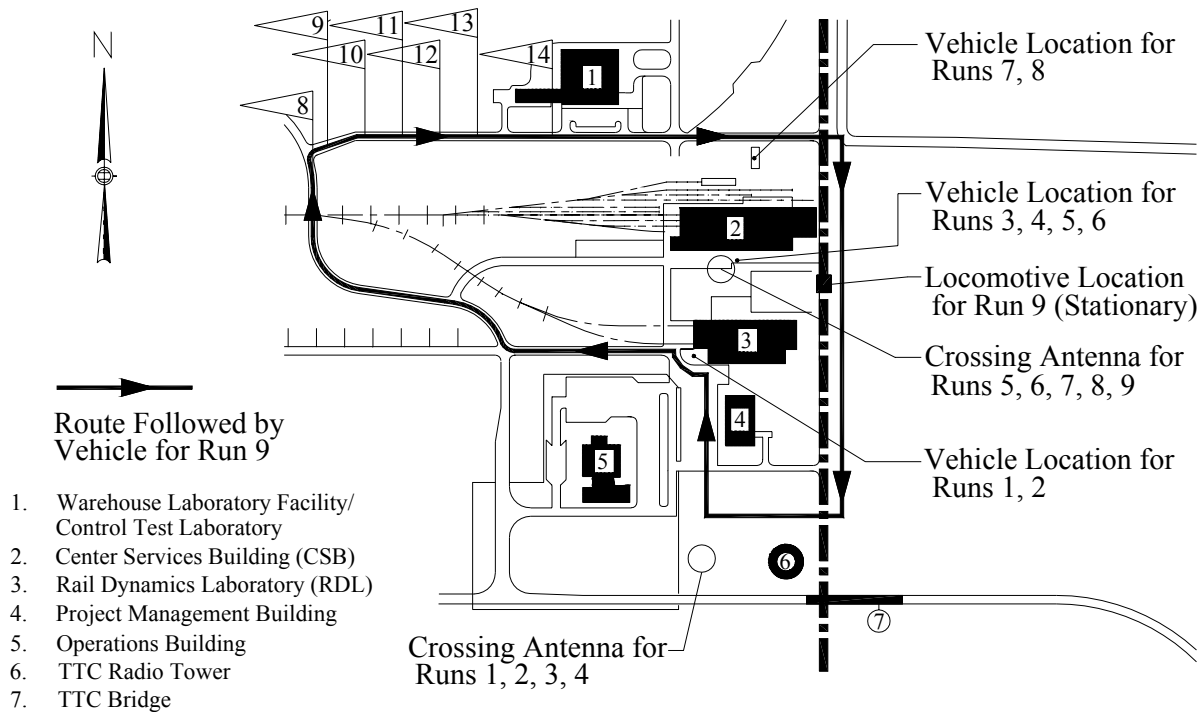 N
9
11
13
10
12
14
8
1
2
3
4
5
6
7
Vehicle Location for
Runs 7, 8
Vehicle Location for
Runs 3, 4, 5, 6
Locomotive Location
for Run 9 (Stationary)
Crossing Antenna for
Runs 5, 6, 7, 8, 9
Vehicle Location for
Runs 1, 2
Route Followed by
Vehicle for Run 9
1. Warehouse Laboratory Facility/
Control Test Laboratory
2. Center Services Building (CSB)
3. Rail Dynamics Laboratory (RDL)
4. Project Management Building
5. Operations Building
6. TTC Radio Tower
7. TTC Bridge
Crossing Antenna for
Runs 1, 2, 3, 4